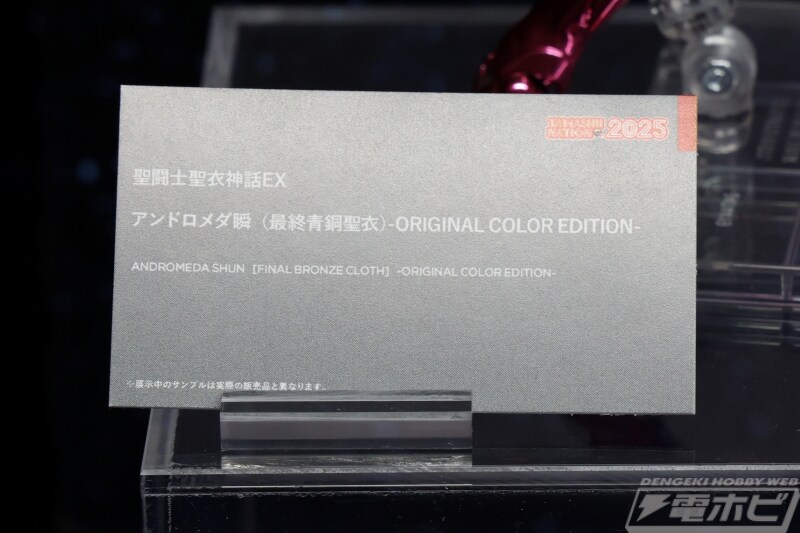 TAMASHII
NATION 2025
聖闘士聖衣神話EX
アンドロメダ瞬（最終青銅聖衣）-ORIGINAL COLOR EDITION-
ANDROMEDA SHUN [FINAL BRONZE CLOTH] -ORIGINAL COLOR EDITION-
※展示中のサンプルは実際の販売品と異なります。
DENGEKI HOBBY WEB
電ホビ